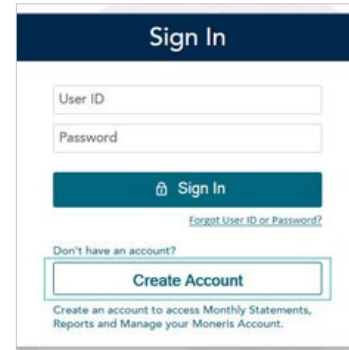 Sign In
User ID
Password
Sign In
Forgot User ID or Password?
Don't have an account?
Create Account
Create an account to access Monthly Statements,
Reports and Manage your Moneris Account.